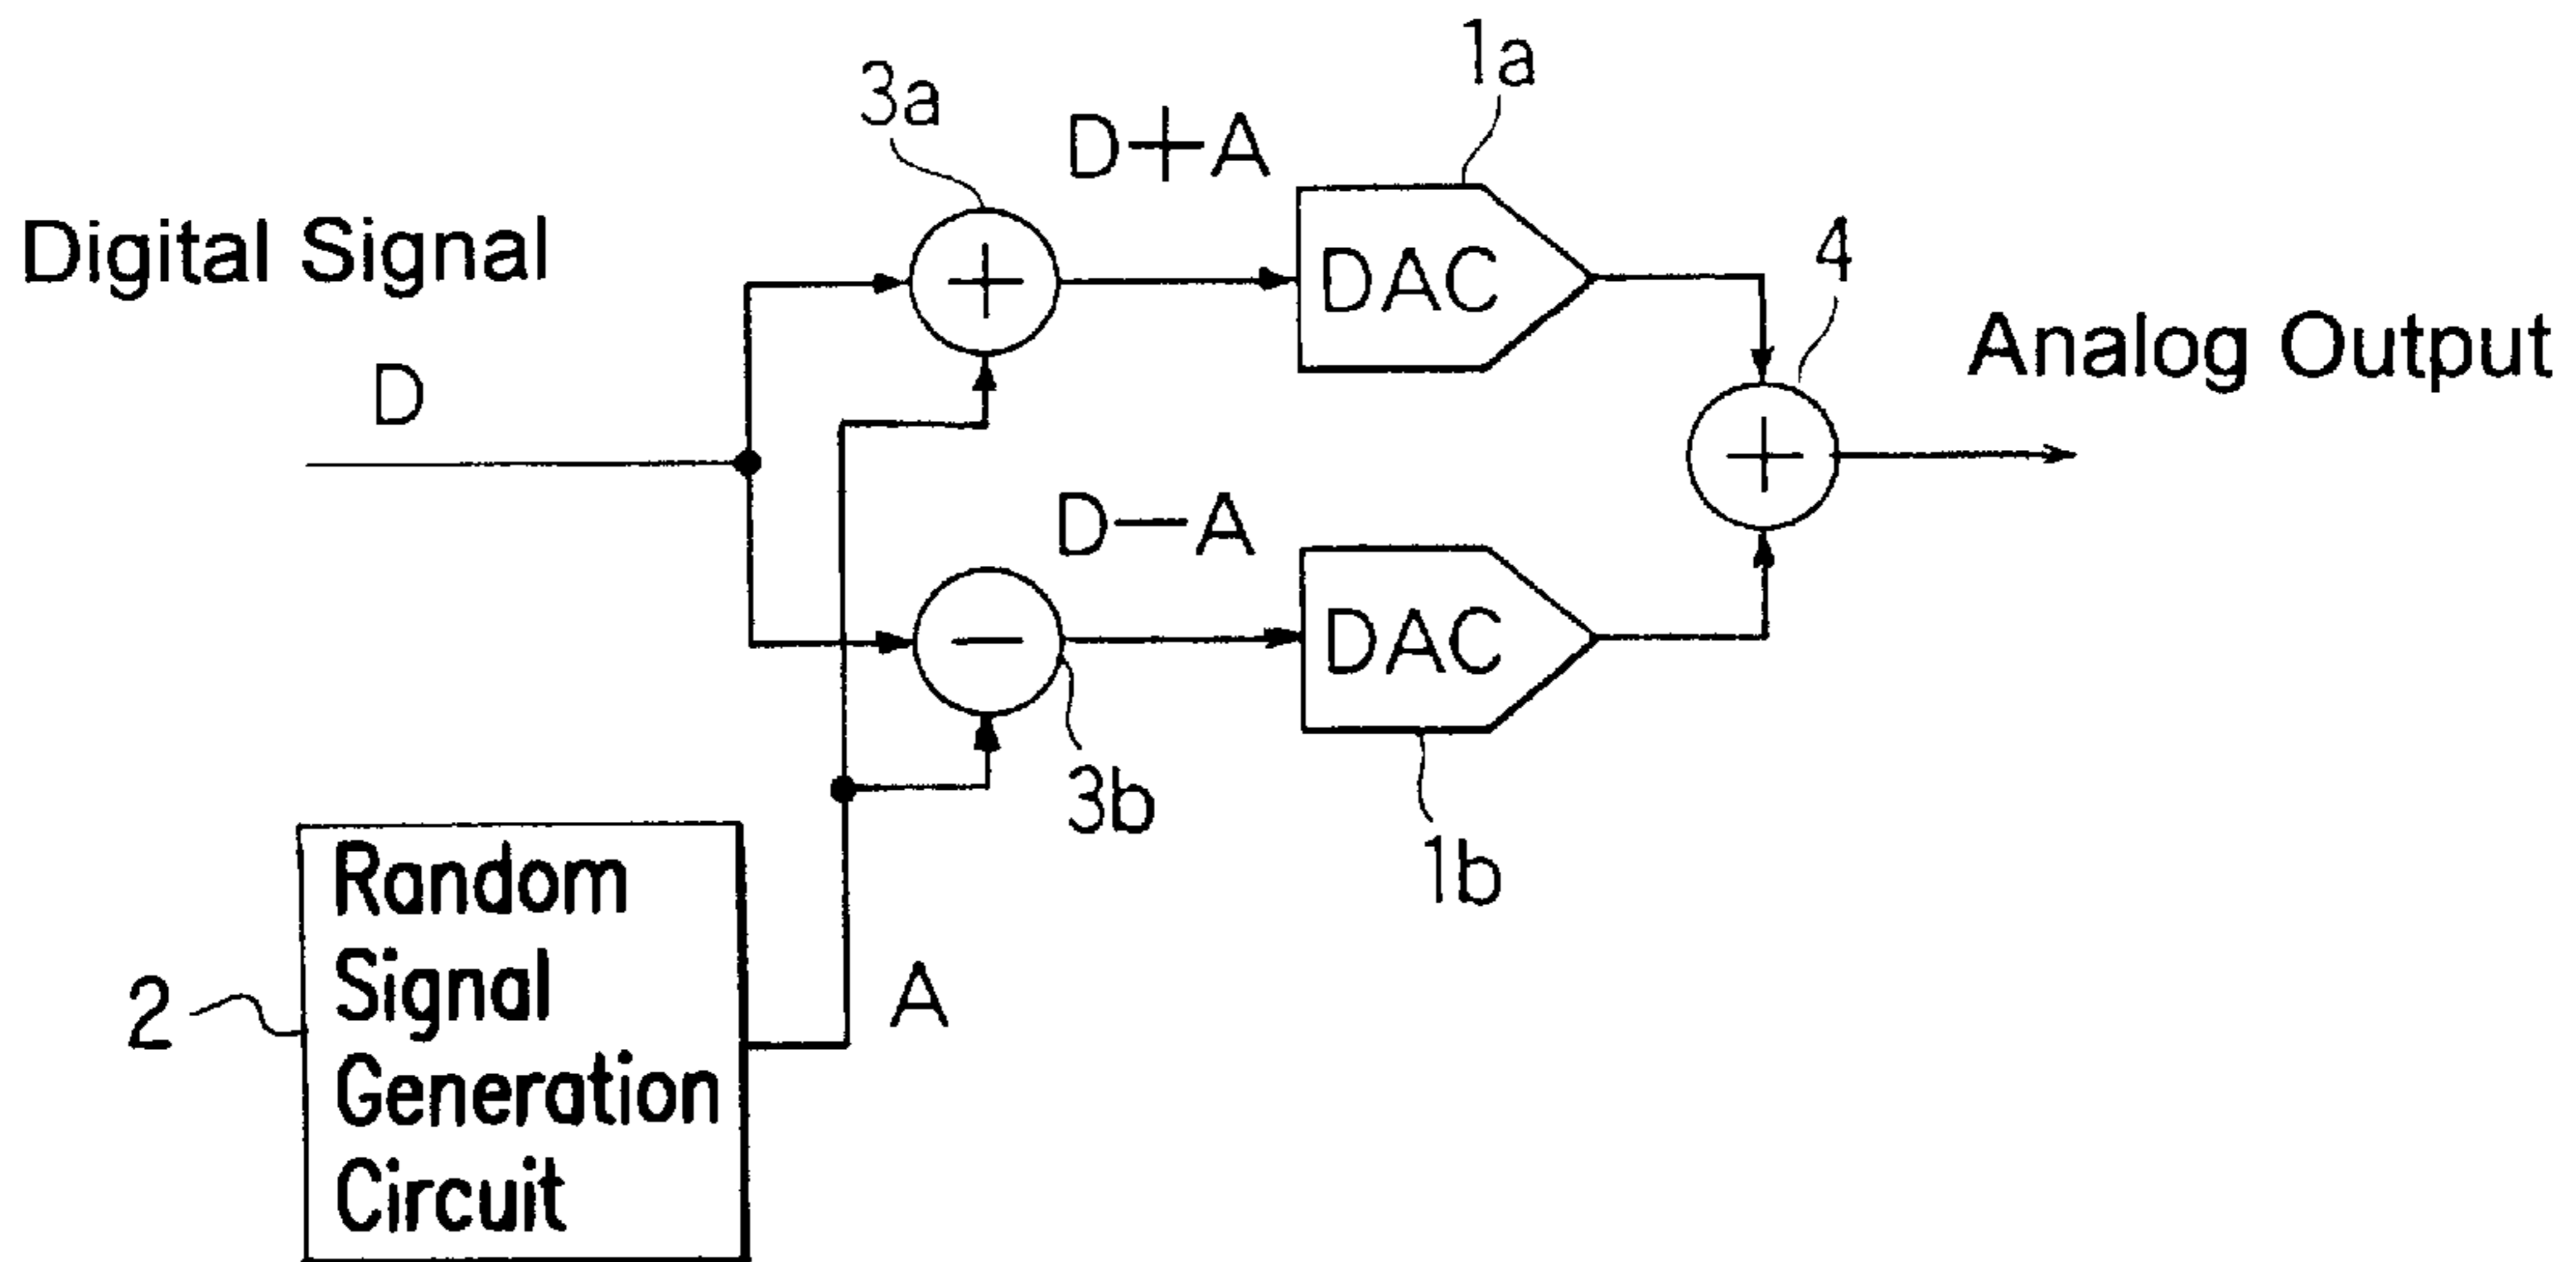 1a
3a
D+A
Digital Signal
DAC
4
Analog Output
D
D−A
DAC
3b
1b
Random
Signal
Generation
Circuit
2
A